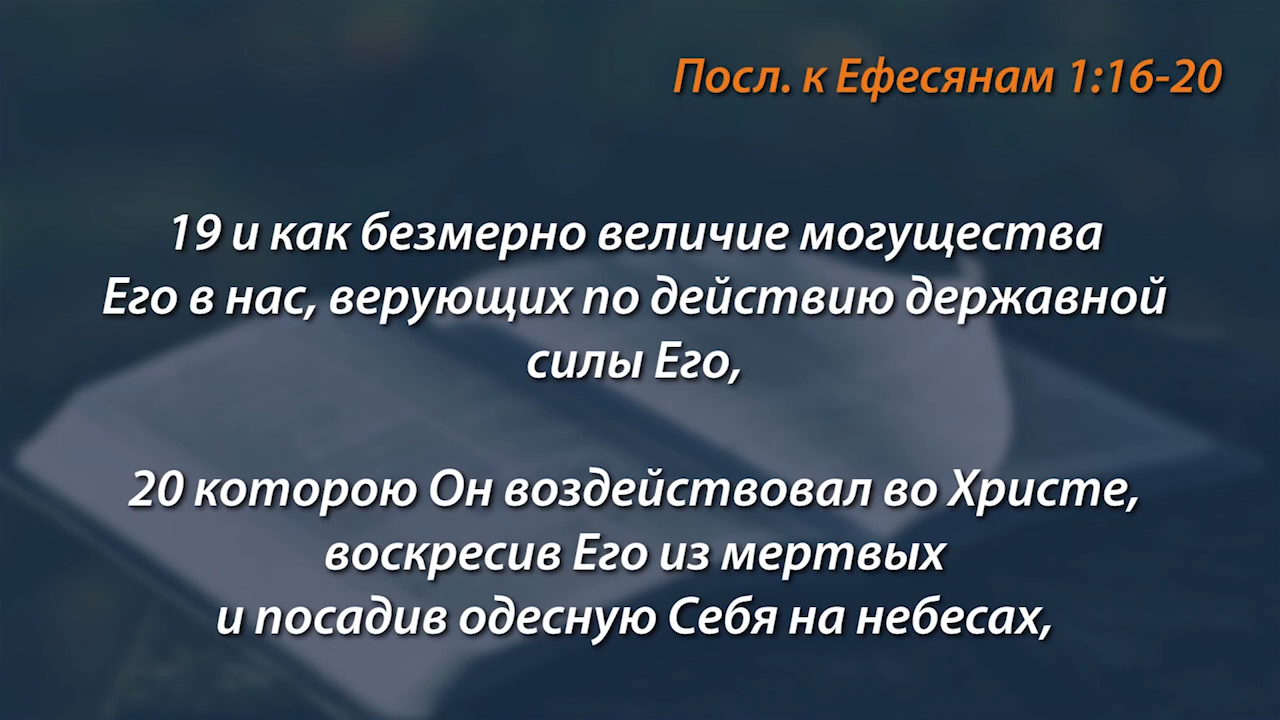 Посл. к Ефесянам 1:16-20
19 и как безмерно величие могущества
Его в нас, верующих по действию державной
силы Его,
20 которою Он воздействовал во Христе,
воскресив Его из мертвых
и посадив одесную Себя на небесах,